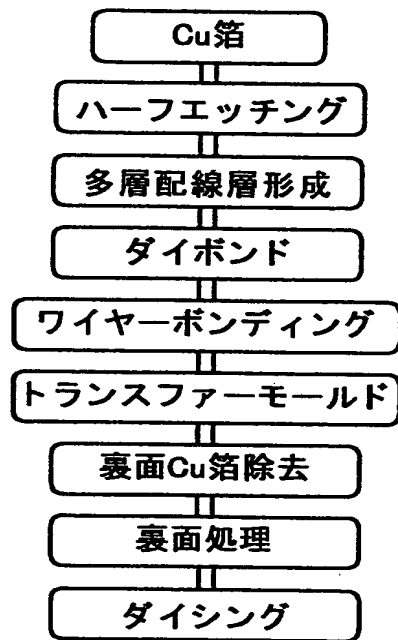 Cu箔
ハーフエッチング
多層配線層形成
ダイボンド
ワイヤーボンディング
トランスファーモールド
裏面Cu箔除去
裏面処理
ダイシング